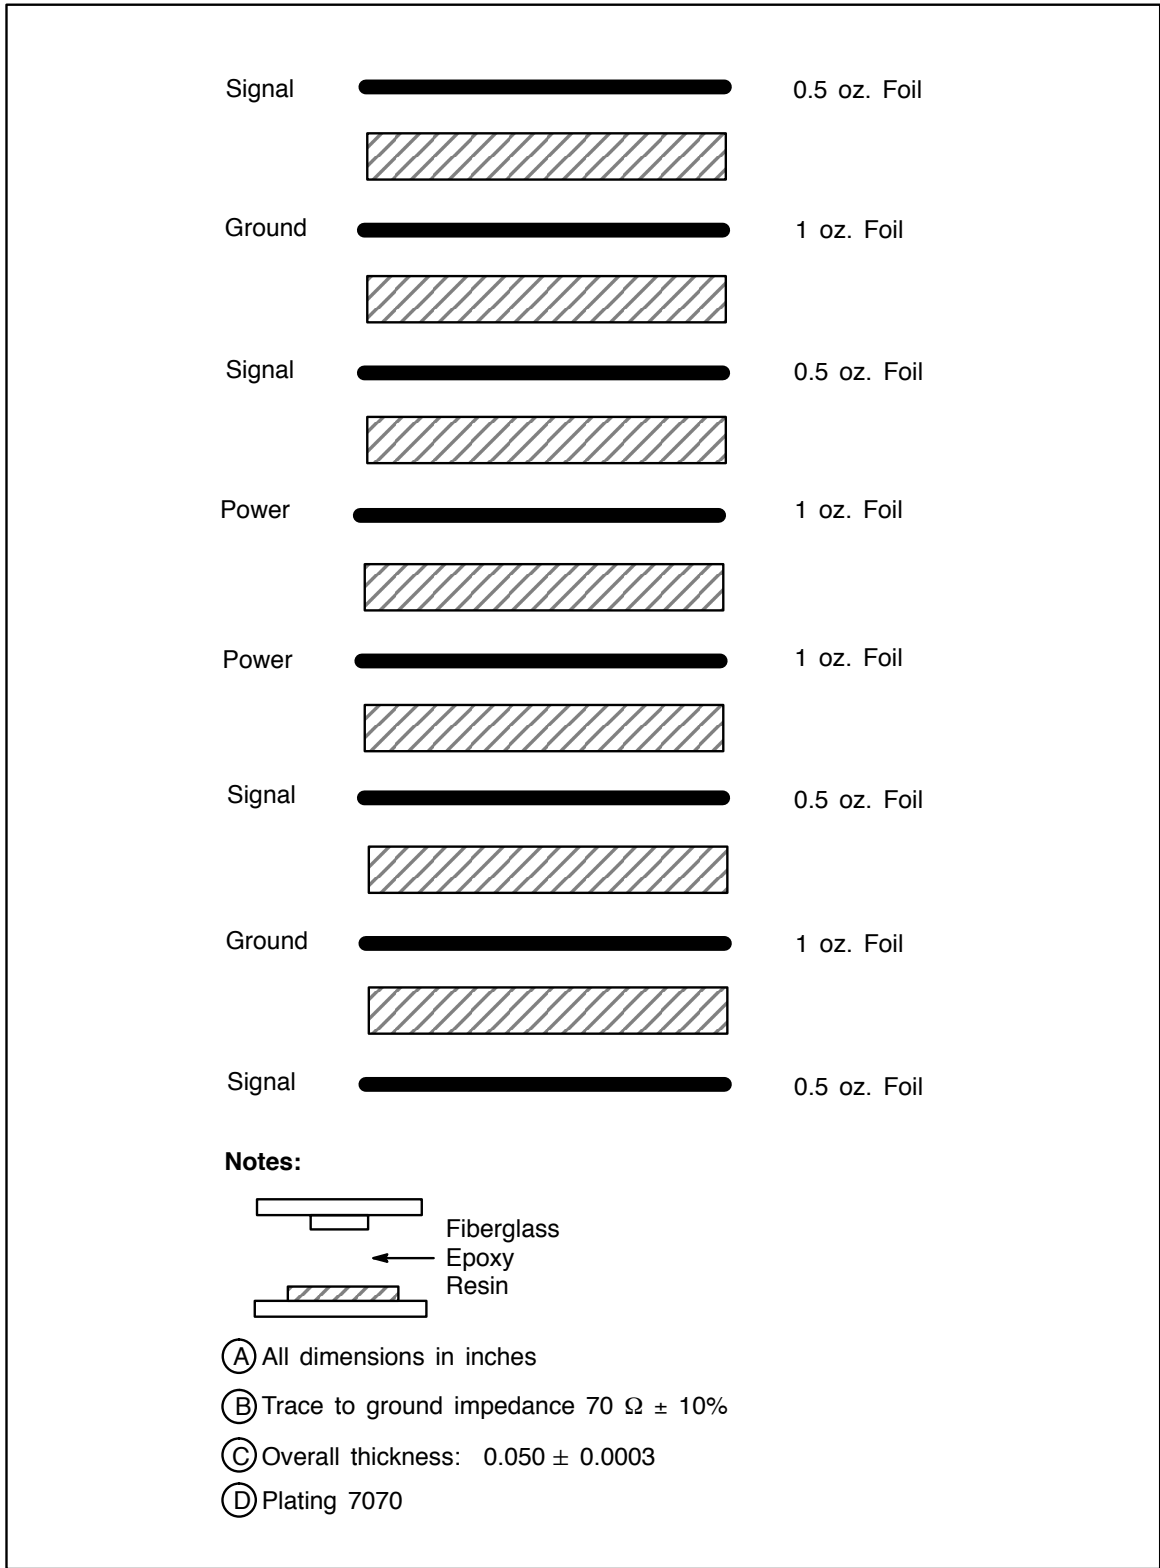 Signal 0.5 oz. Foil
Ground 1 oz. Foil
Signal 0.5 oz. Foil
Power 1 oz. Foil
Power 1 oz. Foil
Signal 0.5 oz. Foil
Ground 1 oz. Foil
Signal 0.5 oz. Foil
Notes:
Fiberglass
Epoxy
Resin
A All dimensions in inches
B Trace to ground impedance 70 Ω ± 10%
C Overall thickness: 0.050 ± 0.0003
D Plating 7070